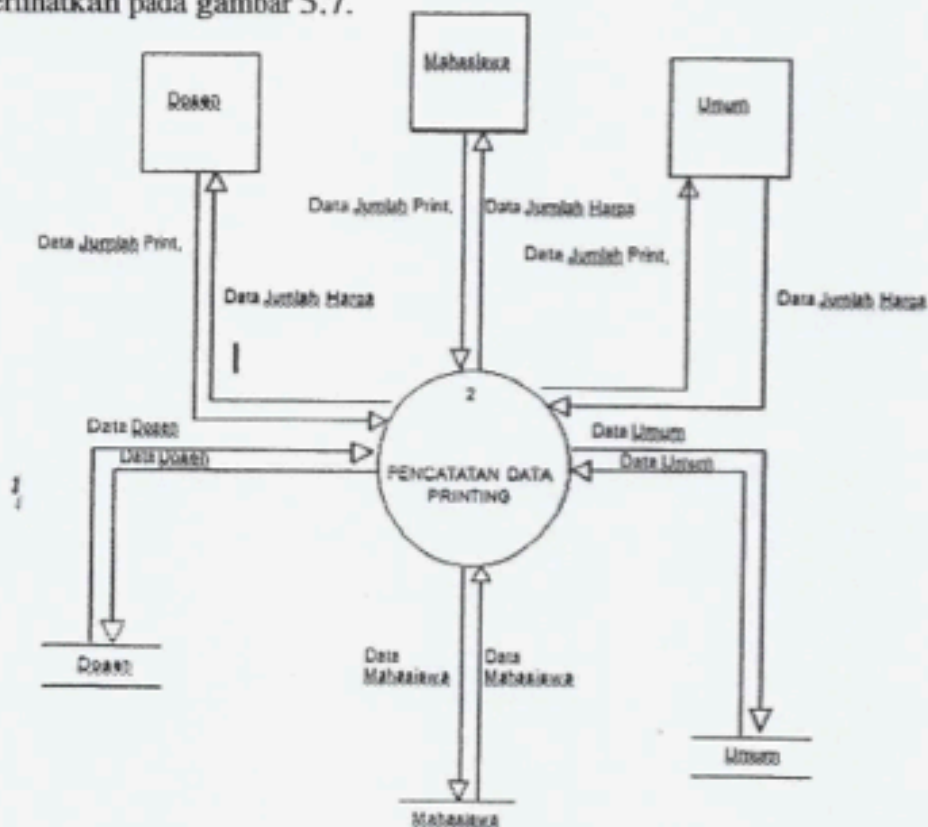 pada gambar 5.7.
Mahasiswa
Dosen
Umum
Data Jumlah Print,
Data Jumlah Harga
Data Jumlah Print,
Data Jumlah Print,
Data Jumlah Harga
Data Jumlah Harga
2
Data Dosen
Data Dosen
Data Umum
Data Umum
PENCATATAN DATA
PRINTING
Dosen
Data
Mahasiswa
Data
Mahasiswa
Umum
Mahasiswa